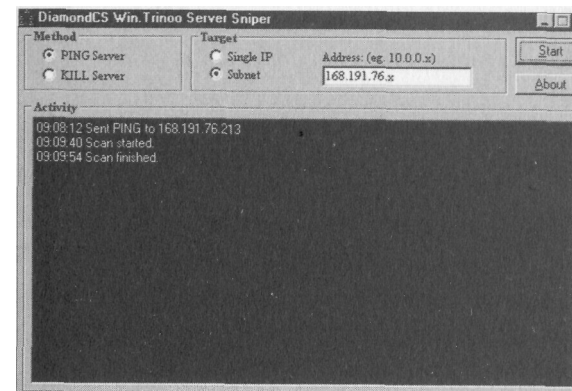 DiamondCS Win.Trinoo Server Sniper
Method
PING Server
KILL Server
Target
Single IP
Subnet
Address: (eg. 10.0.0.x)
168.191.76.x
Start
About
Activity
09:08:12 Sent PING to 168.191.76.213
09:09:40 Scan started.
09:09:54 Scan finished.